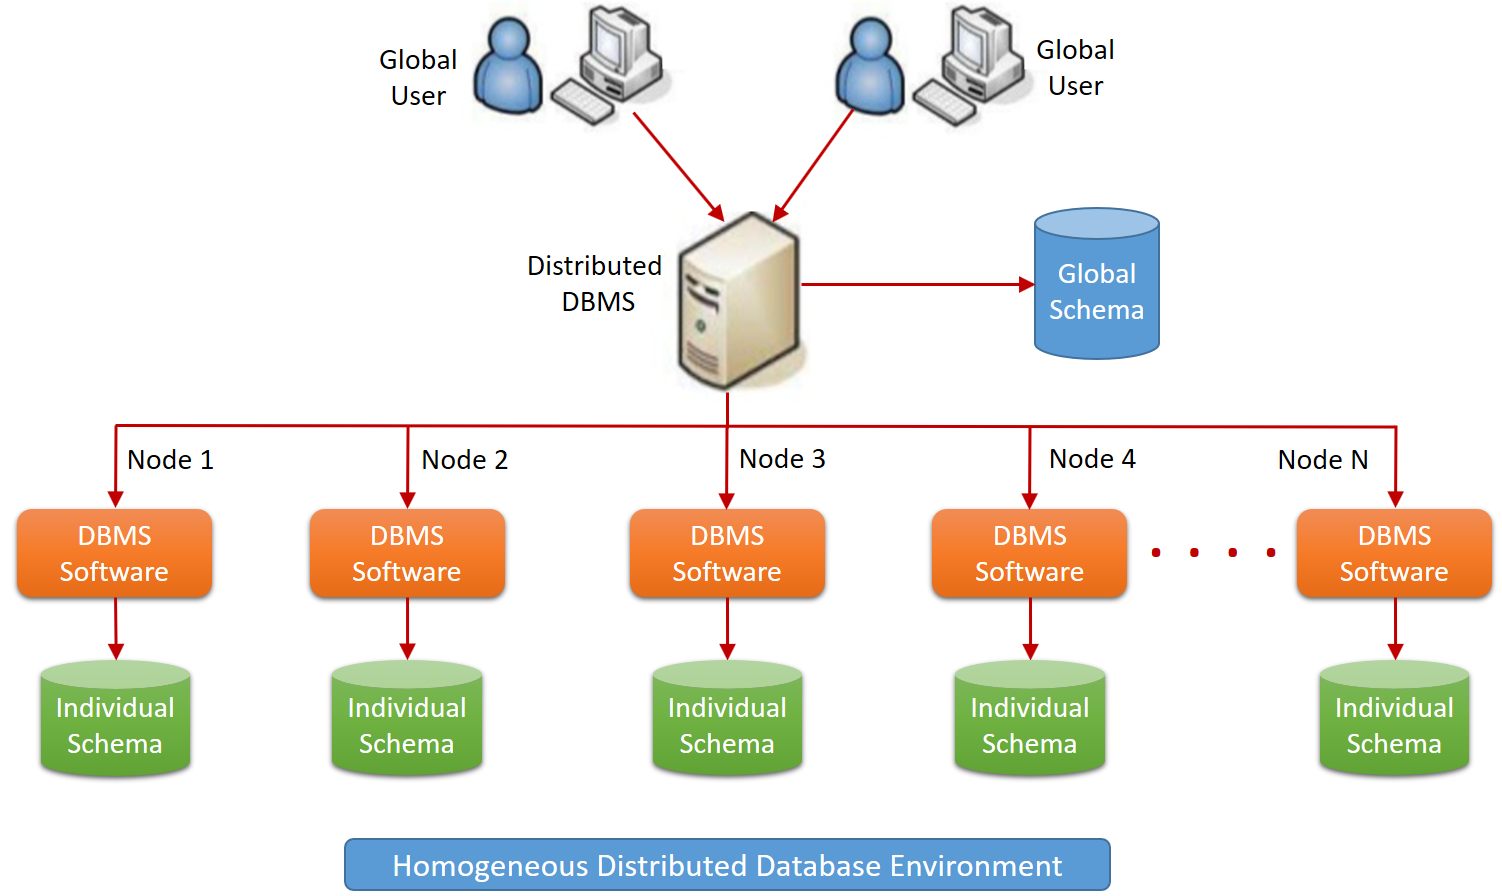 Global
User
Global
User
Distributed
DBMS
Global
Schema
Node 1
Node 2
Node 3
Node 4
Node N
DBMS
Software
DBMS
Software
DBMS
Software
DBMS
Software
DBMS
Software
Individual
Schema
Individual
Schema
Individual
Schema
Individual
Schema
Individual
Schema
Homogeneous Distributed Database Environment